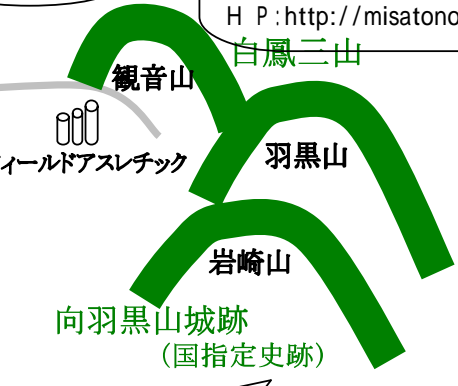 H P:http://misatono
白鳳三山
観音山
ィールドアスレチック
羽黒山
岩崎山
向羽黒山城跡
(国指定史跡)